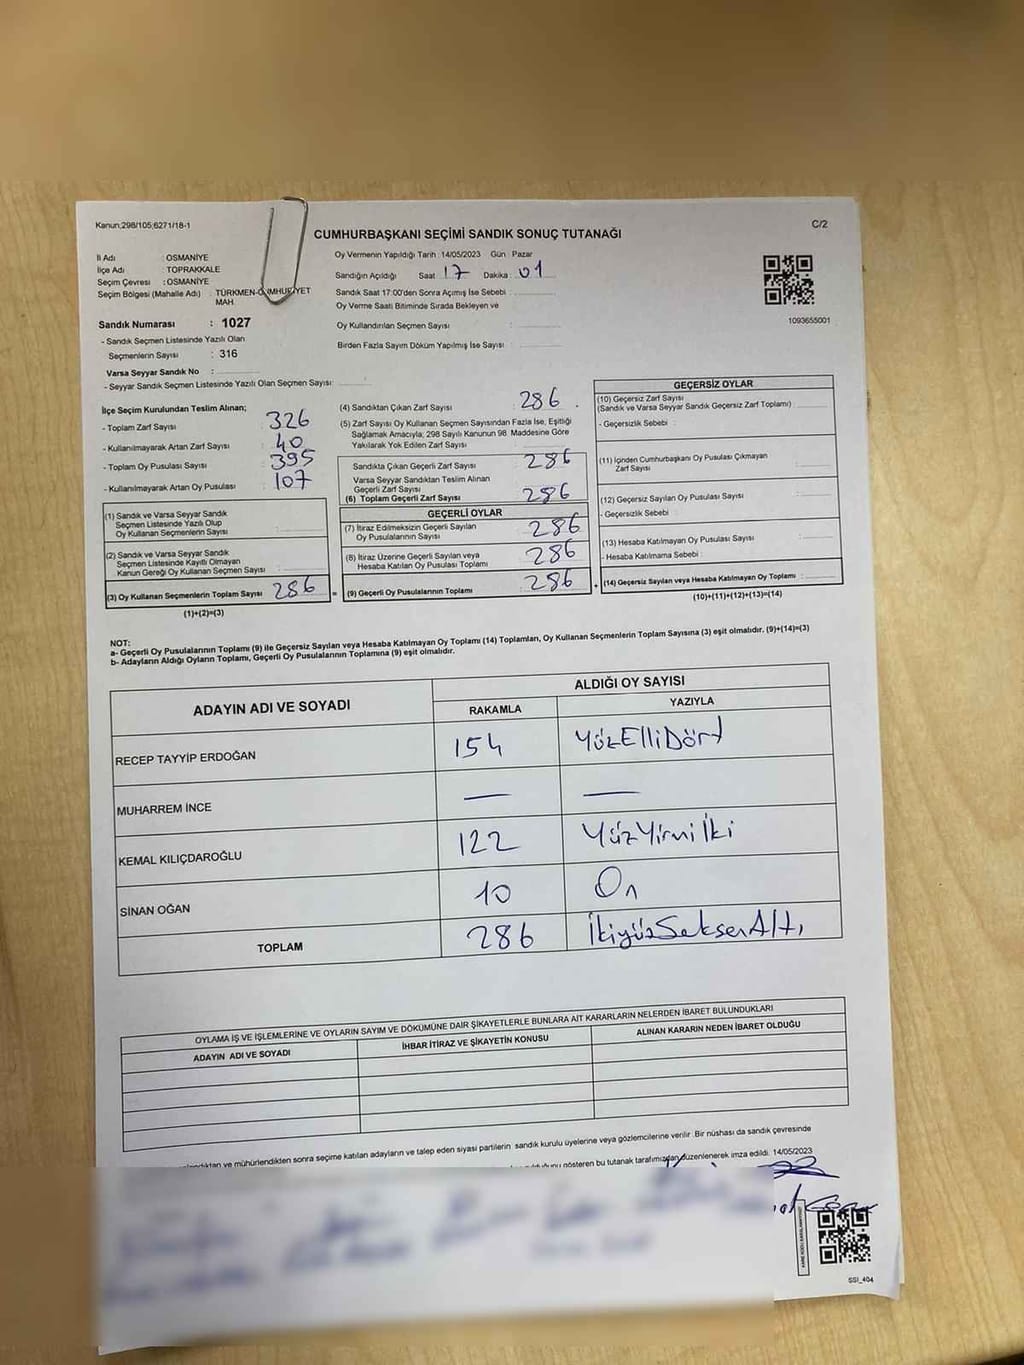 Kanun;298/105;6271/18-1
C/2
CUMHURBAŞKANI SEÇİMİ SANDIK SONUÇ TUTANAĞI
İl Adı : OSMANİYE
İlçe Adı : TOPRAKKALE
Seçim Çevresi : OSMANİYE
Seçim Bölgesi (Mahalle Adı) : TÜRKMEN-CUMHURİYET
MAH.
Sandık Numarası : 1027
- Sandık Seçmen Listesinde Yazılı Olan
Seçmenlerin Sayısı : 316
Varsa Seyyar Sandık No :
- Seyyar Sandık Seçmen Listesinde Yazılı Olan Seçmen Sayısı:
Oy Vermenin Yapıldığı Tarih :14/05/2023 Gün : Pazar
Sandığın Açıldığı Saat : 17 Dakika : 01
Sandık Saat 17:00'den Sonra Açımış İse Sebebi :
Oy Verme Saati Bitiminde Sırada Bekleyen ve
Oy Kullandırılan Seçmen Sayısı :
Birden Fazla Sayım Döküm Yapılmış İse Sayısı :
1093655001
İlçe Seçim Kurulundan Teslim Alınan;
- Toplam Zarf Sayısı : 326
- Kullanılmayarak Artan Zarf Sayısı : 40
- Toplam Oy Pusulası Sayısı : 395
- Kullanılmayarak Artan Oy Pusulası : 107
(1) Sandık ve Varsa Seyyar Sandık
Seçmen Listesinde Yazılı Olup
Oy Kullanan Seçmenlerin Sayısı :
(2) Sandık ve Varsa Seyyar Sandık
Seçmen Listesinde Kayıtlı Olmayan
Kanun Gereği Oy Kullanan Seçmen Sayısı :
(3) Oy Kullanan Seçmenlerin Toplam Sayısı : 286
(1)+(2)=(3)
(4) Sandıktan Çıkan Zarf Sayısı : 286
(5) Zarf Sayısı Oy Kullanan Seçmen Sayısından Fazla İse, Eşitliği
Sağlamak Amacıyla; 298 Sayılı Kanunun 98. Maddesine Göre
Yakılarak Yok Edilen Zarf Sayısı :
Sandıkta Çıkan Geçerli Zarf Sayısı : 286
Varsa Seyyar Sandıktan Teslim Alınan
Geçerli Zarf Sayısı :
(6) Toplam Geçerli Zarf Sayısı : 286
GEÇERLİ OYLAR
(7) İtiraz Edilmeksizin Geçerli Sayılan
Oy Pusulalarının Sayısı : 286
(8) İtiraz Üzerine Geçerli Sayılan veya
Hesaba Katılan Oy Pusulası Toplamı : 286
= (9) Geçerli Oy Pusulalarının Toplamı : 286 +
GEÇERSİZ OYLAR
(10) Geçersiz Zarf Sayısı
(Sandık ve Varsa Seyyar Sandık Geçersiz Zarf Toplamı) :
- Geçersizlik Sebebi :
(11) İçinden Cumhurbaşkanı Oy Pusulası Çıkmayan
Zarf Sayısı :
(12) Geçersiz Sayılan Oy Pusulası Sayısı :
- Geçersizlik Sebebi :
(13) Hesaba Katılmayan Oy Pusulası Sayısı :
- Hesaba Katılmama Sebebi :
(14) Geçersiz Sayılan veya Hesaba Katılmayan Oy Toplamı :
(10)+(11)+(12)+(13)=(14)
NOT:
a- Geçerli Oy Pusulalarının Toplamı (9) ile Geçersiz Sayılan veya Hesaba Katılmayan Oy Toplamı (14) Toplamları, Oy Kullanan Seçmenlerin Toplam Sayısına (3) eşit olmalıdır. (9)+(14)=(3)
b- Adayların Aldığı Oyların Toplamı, Geçerli Oy Pusulalarının Toplamına (9) eşit olmalıdır.
ADAYIN ADI VE SOYADI
ALDIĞI OY SAYISI
RAKAMLA YAZIYLA
RECEP TAYYİP ERDOĞAN 154 YüzElliDört
MUHARREM İNCE — —
KEMAL KILIÇDAROĞLU 122 YüzYirmi İki
SİNAN OĞAN 10 On
TOPLAM 286 İkiyüzSeksenAltı
OYLAMA İŞ VE İŞLEMLERİNE VE OYLARIN SAYIM VE DÖKÜMÜNE DAİR ŞİKAYETLERLE BUNLARA AİT KARARLARIN NELERDEN İBARET BULUNDUKLARI
ADAYIN ADI VE SOYADI İHBAR İTİRAZ VE ŞİKAYETİN KONUSU ALINAN KARARIN NEDEN İBARET OLDUĞU
ve mühürlendikten sonra seçime katılan adayların ve talep eden siyasi partilerin sandık kurulu üyelerine veya gözlemcilerine verilir. Bir nüshası da sandık çevresinde
gösteren bu tutanak tarafımızdan düzenlenerek imza edildi. 14/05/2023
SSI_404